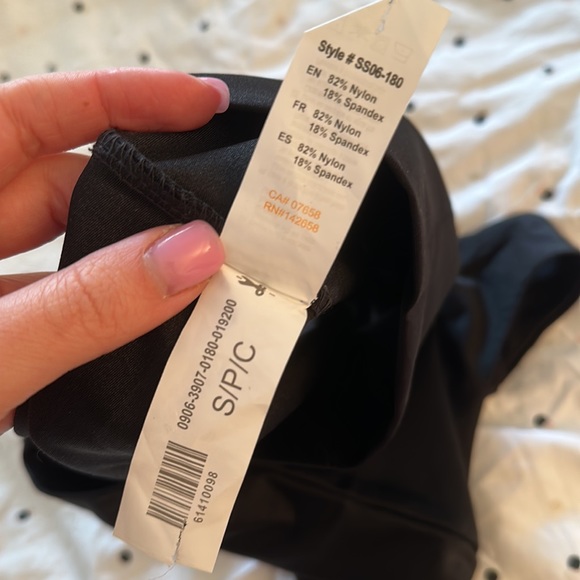 Style # SS06-180
EN 82% Nylon
18% Spandex
FR 82% Nylon
18% Spandex
ES 82% Nylon
18% Spandex
CA# 07658
RN#142058
0906-3907-0180-019200
S/P/C
61410098